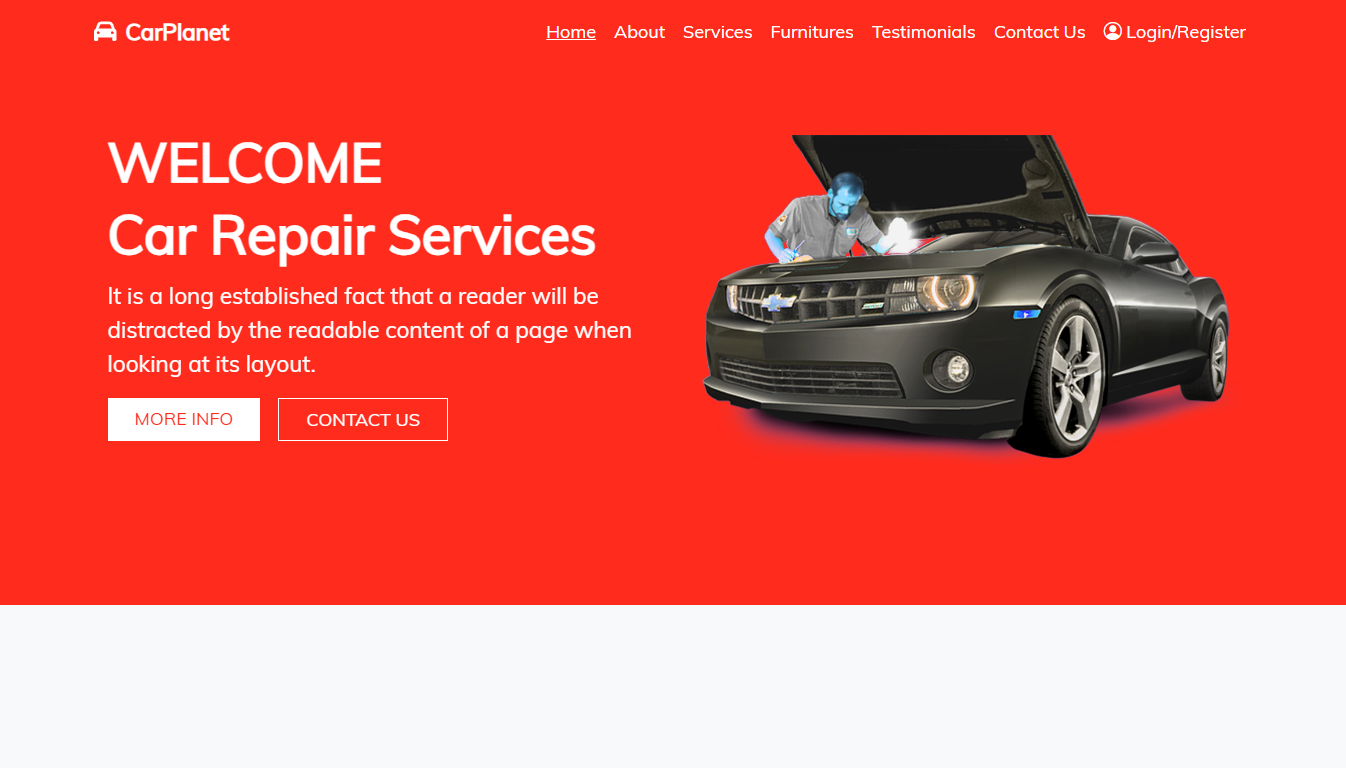 CarPlanet
Home About Services Furnitures Testimonials Contact Us Login/Register
WELCOME
Car Repair Services
It is a long established fact that a reader will be
distracted by the readable content of a page when
looking at its layout.
MORE INFO CONTACT US